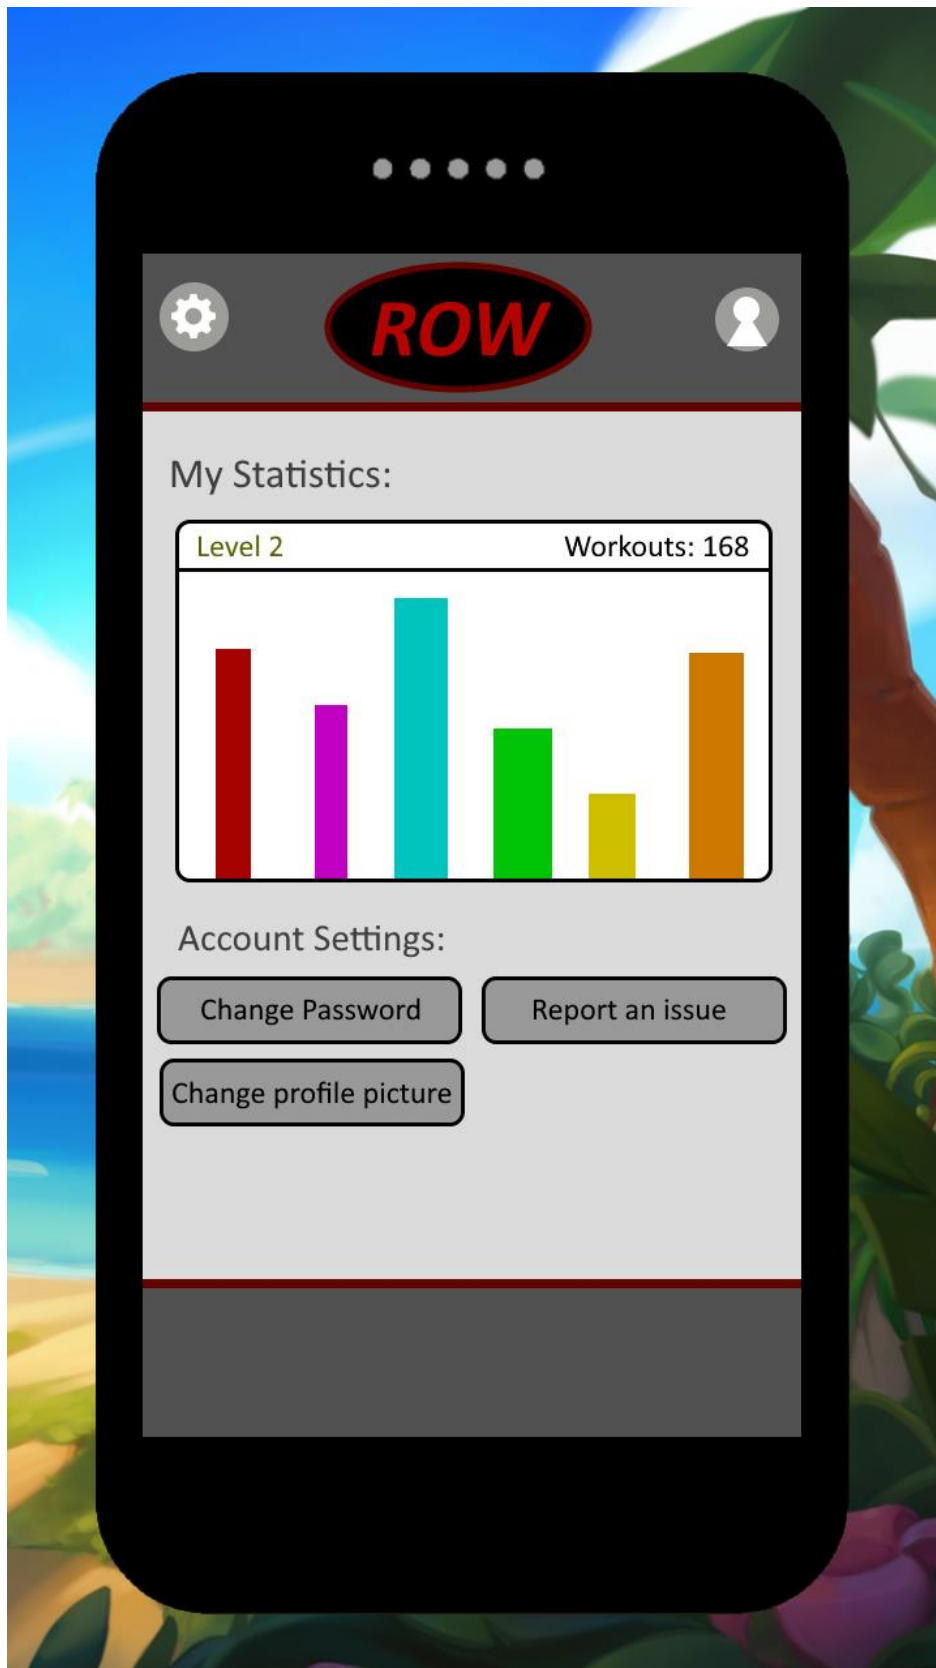 ROW
My Statistics:
Level 2 Workouts: 168
Account Settings:
Change Password Report an issue
Change profile picture